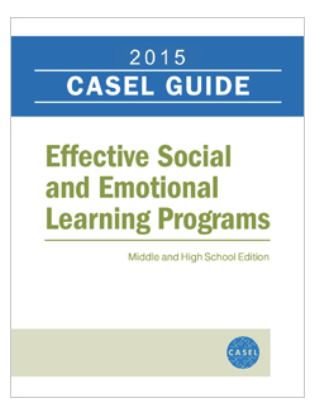 2015
CASEL GUIDE
Effective Social
and Emotional
Learning Programs
Middle and High School Edition
CASEL